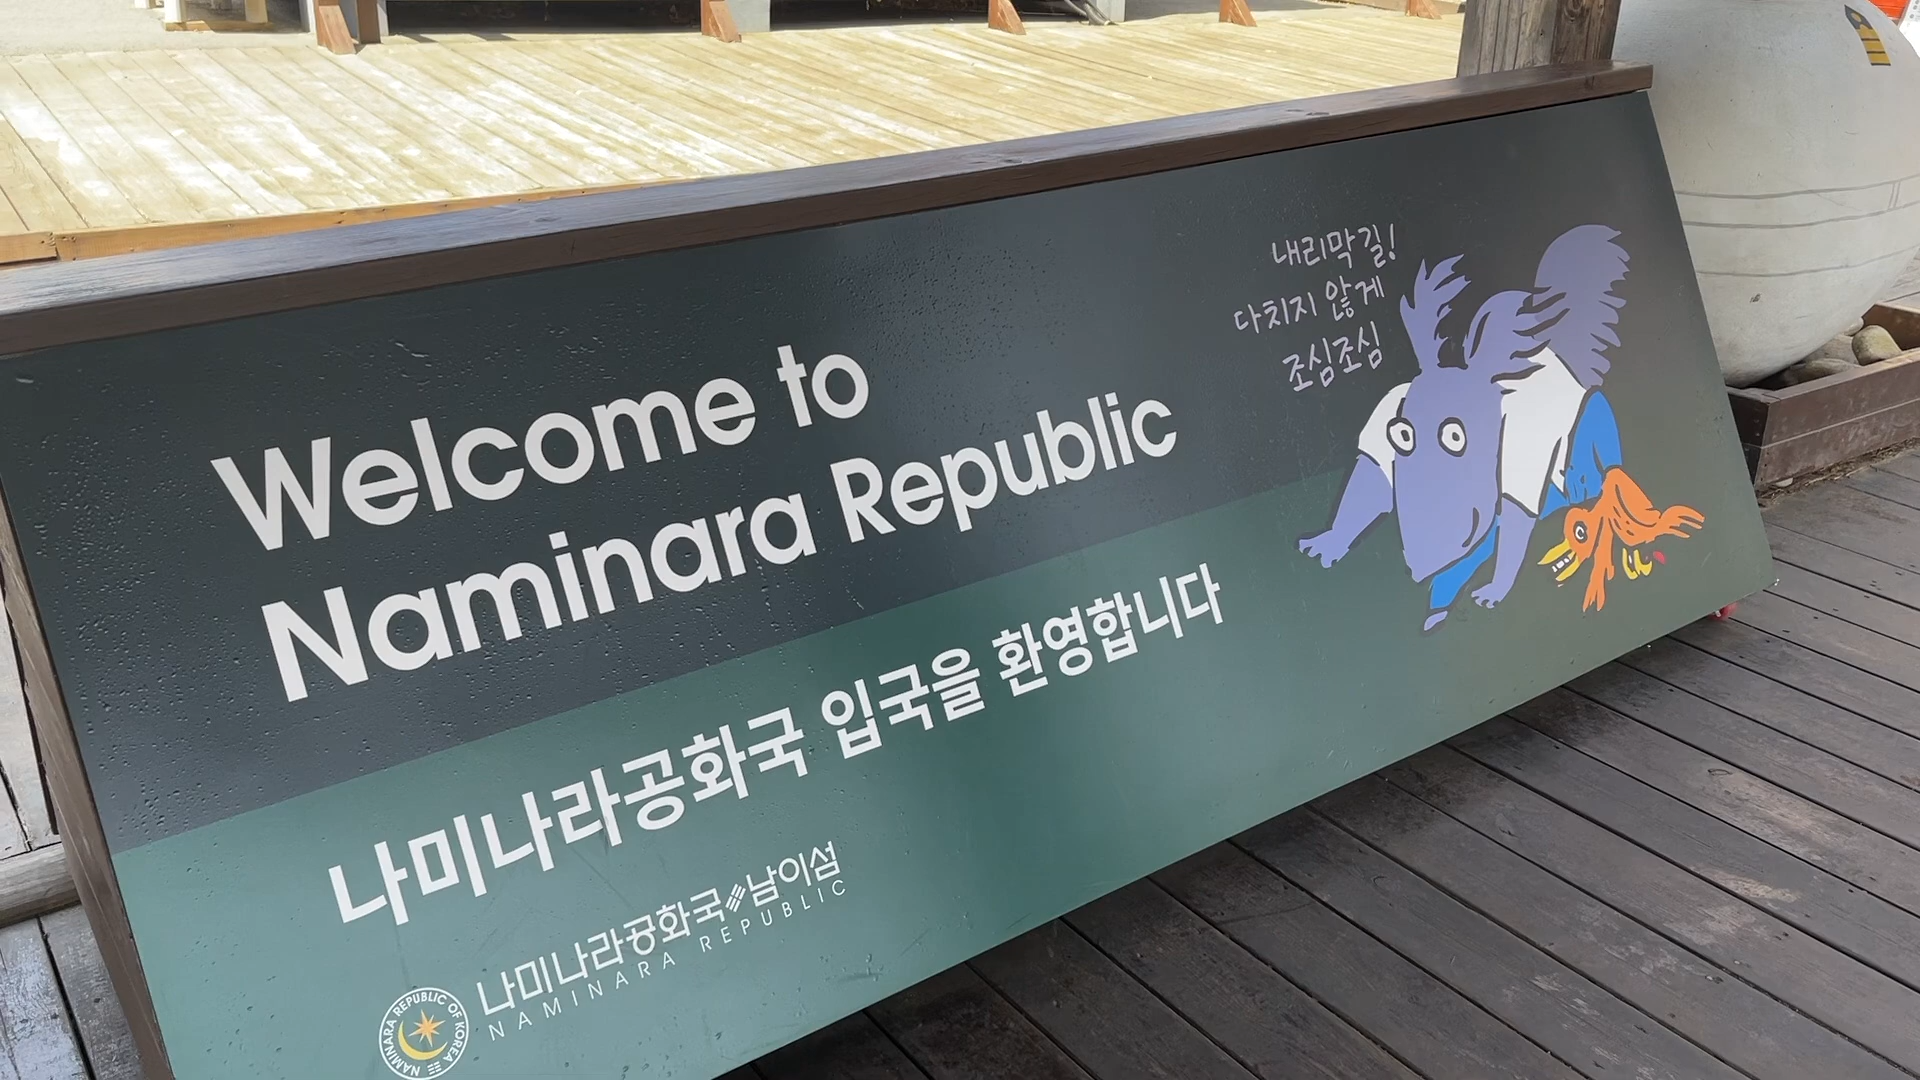 Welcome to
Naminara Republic
나미나라공화국 입국을 환영합니다
내리막길!
다치지 않게
조심조심
나미나라공화국 남이섬
NAMINARA REPUBLIC
NAMINARA REPUBLIC OF KOREA